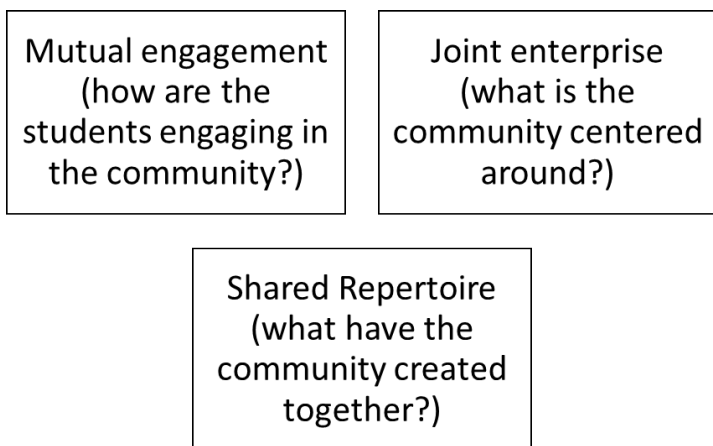 Mutual engagement
(how are the
students engaging in
the community?)
Joint enterprise
(what is the
community centered
around?)
Shared Repertoire
(what have the
community created
together?)